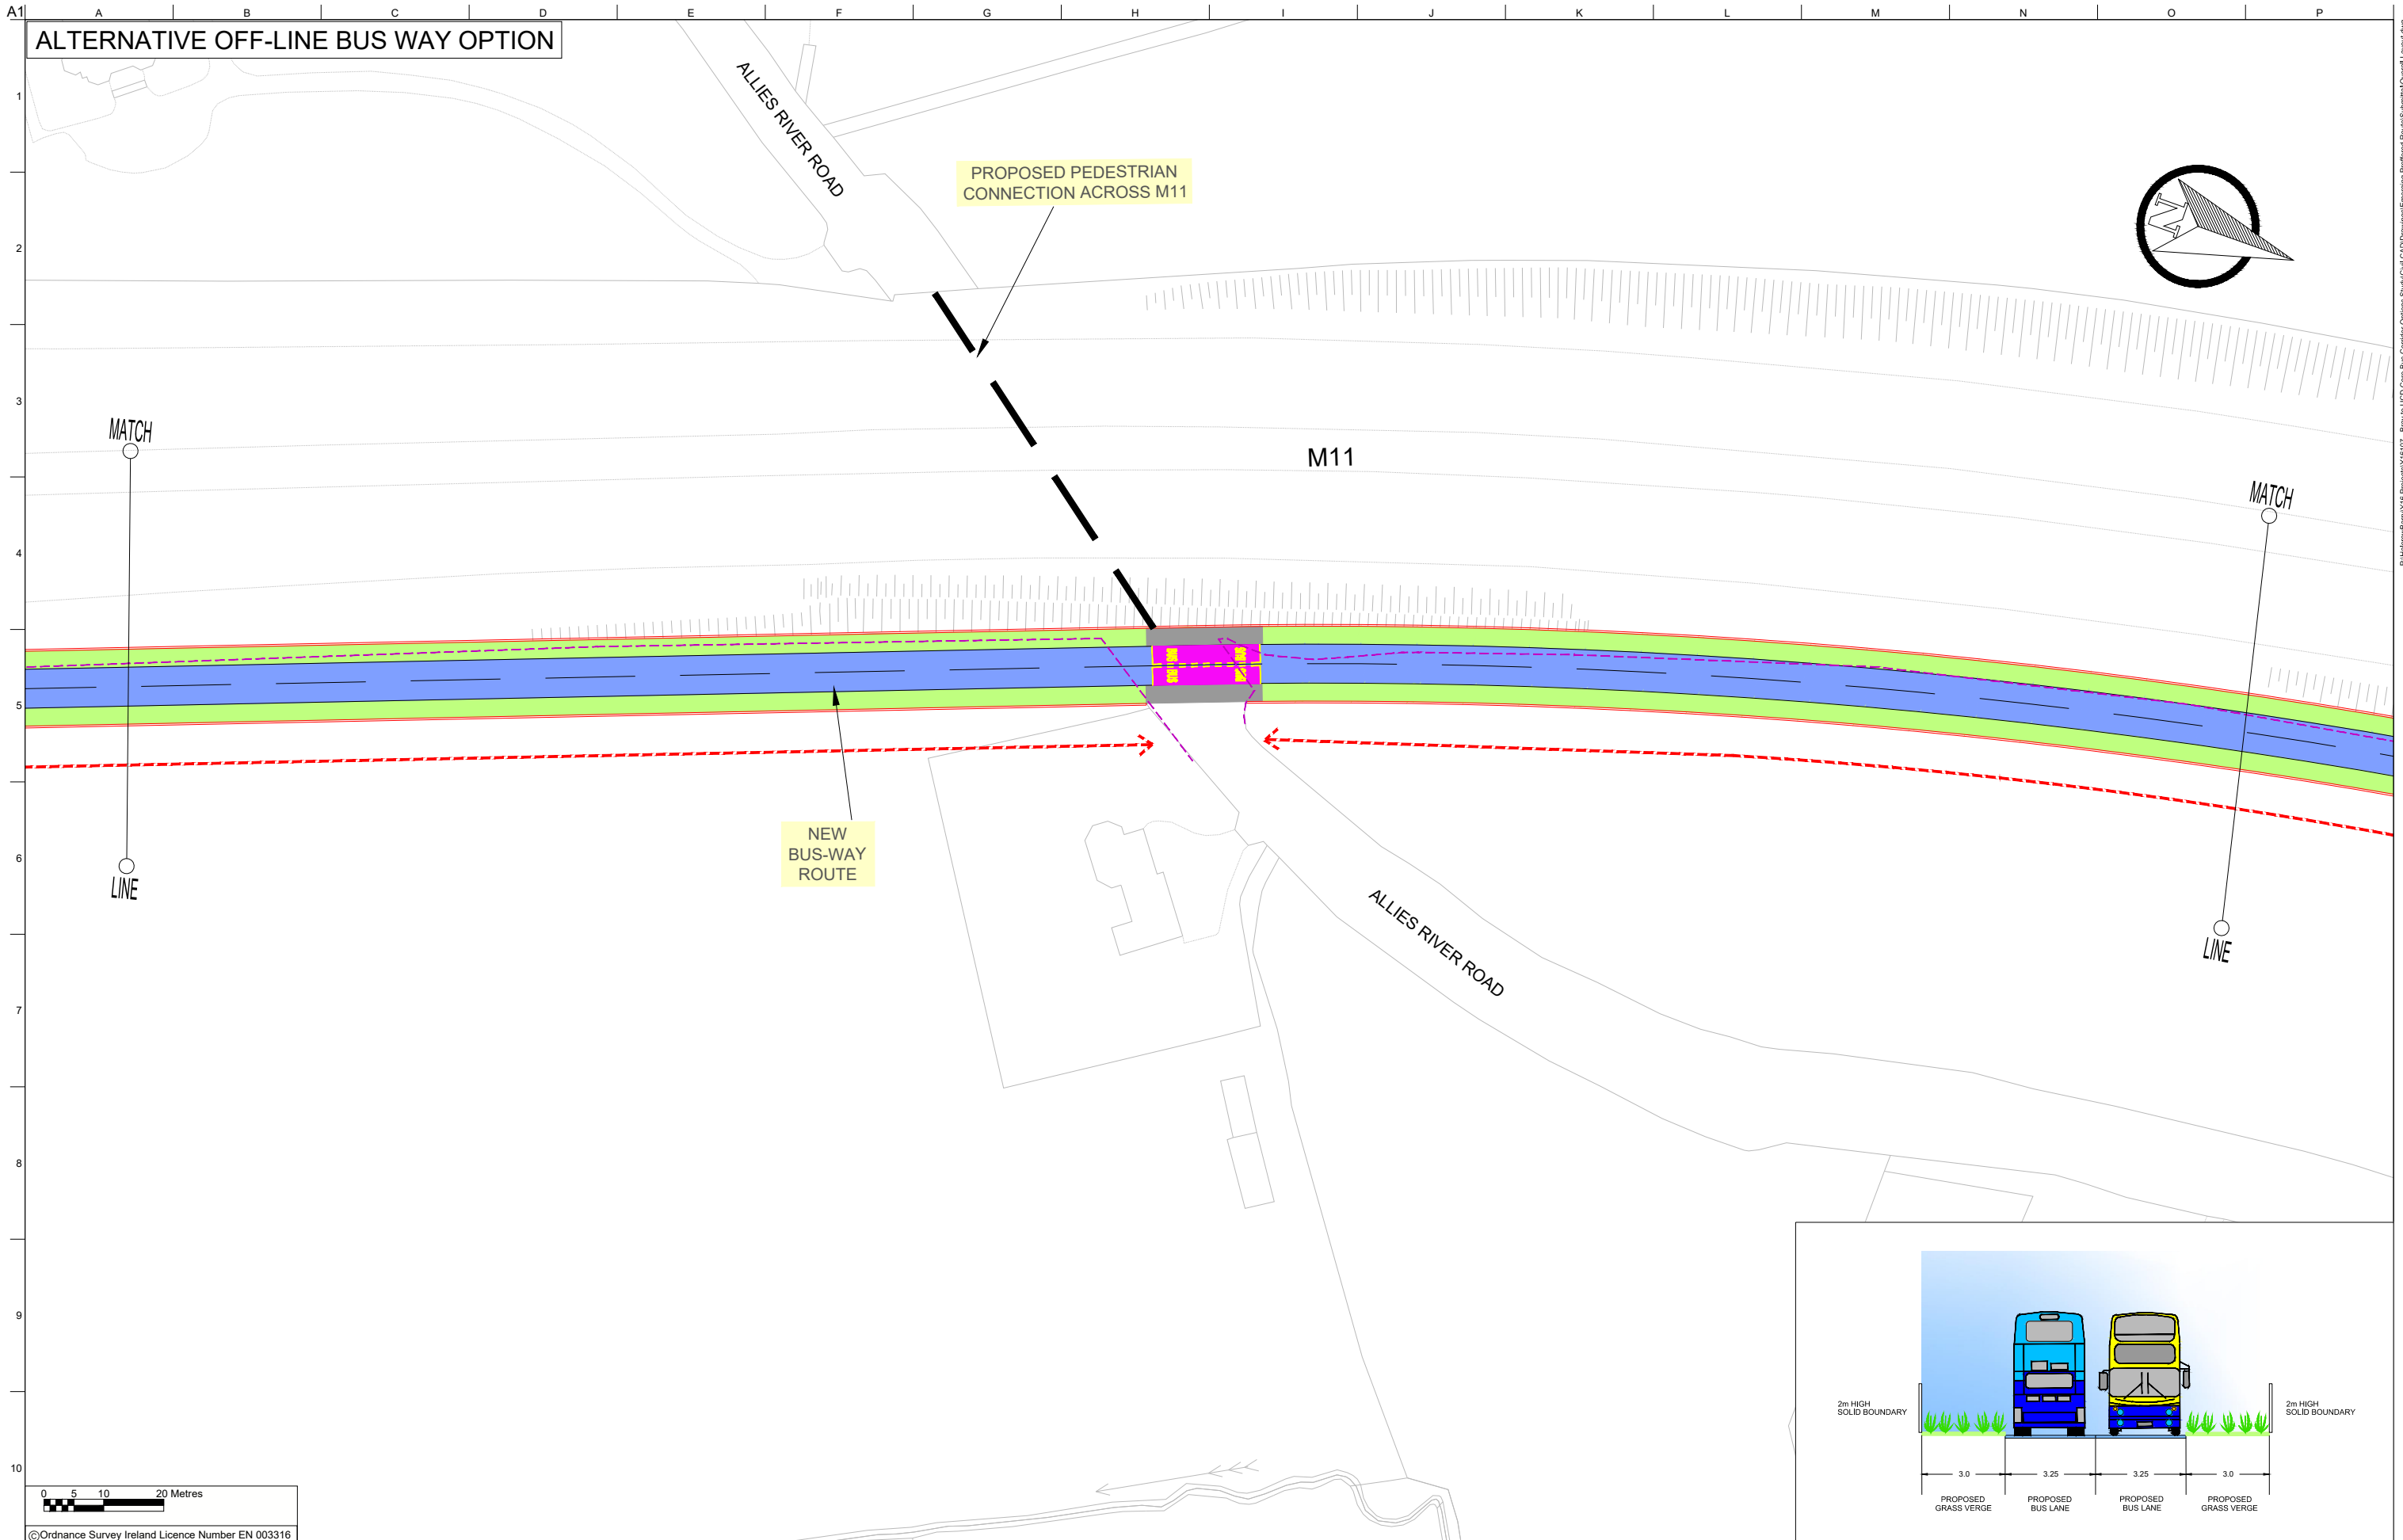 A1
A B C D E F G H I J K L M N O P
ALTERNATIVE OFF-LINE BUS WAY OPTION
1
2
3
4
5
6
7
8
9
10
ALLIES RIVER ROAD
PROPOSED PEDESTRIAN
CONNECTION ACROSS M11
N
MATCH
M11
MATCH
BUS
BUS
STOP
STOP
NEW
BUS-WAY
ROUTE
LINE
ALLIES RIVER ROAD
LINE
2m HIGH
SOLID BOUNDARY
2m HIGH
SOLID BOUNDARY
3.0 3.25 3.25 3.0
PROPOSED
GRASS VERGE
PROPOSED
BUS LANE
PROPOSED
BUS LANE
PROPOSED
GRASS VERGE
0 5 10 20 Metres
©Ordnance Survey Ireland Licence Number EN 003316